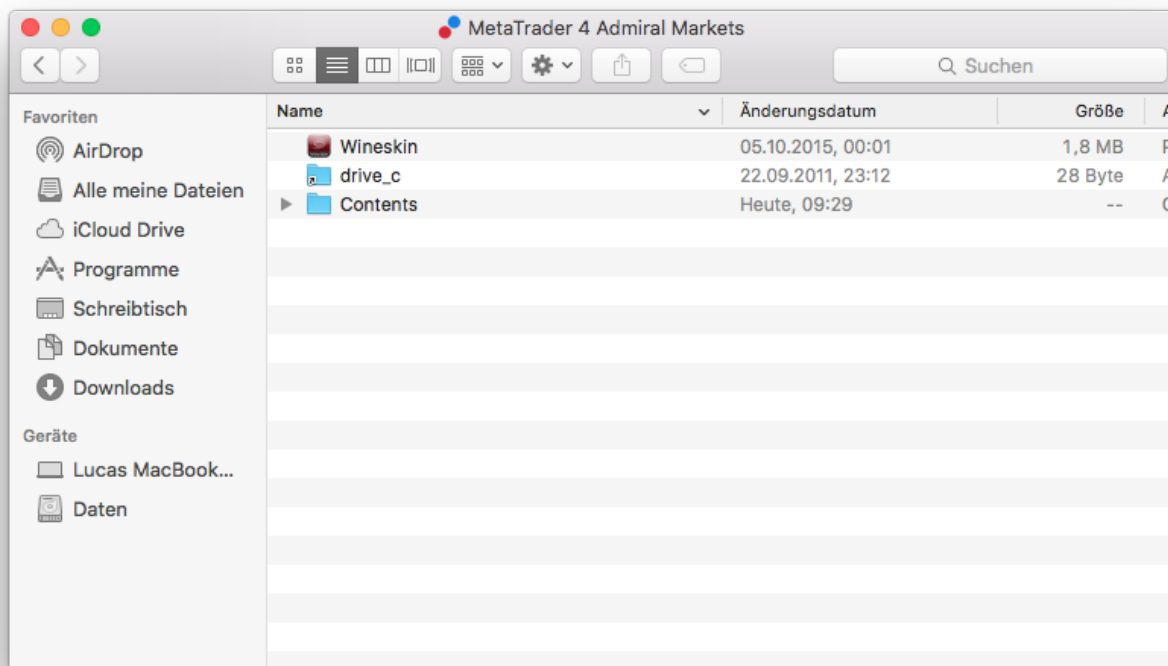 MetaTrader 4 Admiral Markets
Suchen
Favoriten
AirDrop
Alle meine Dateien
iCloud Drive
Programme
Schreibtisch
Dokumente
Downloads
Geräte
Lucas MacBook...
Daten
Name Änderungsdatum Größe
Wineskin 05.10.2015, 00:01 1,8 MB
drive_c 22.09.2011, 23:12 28 Byte
Contents Heute, 09:29 --